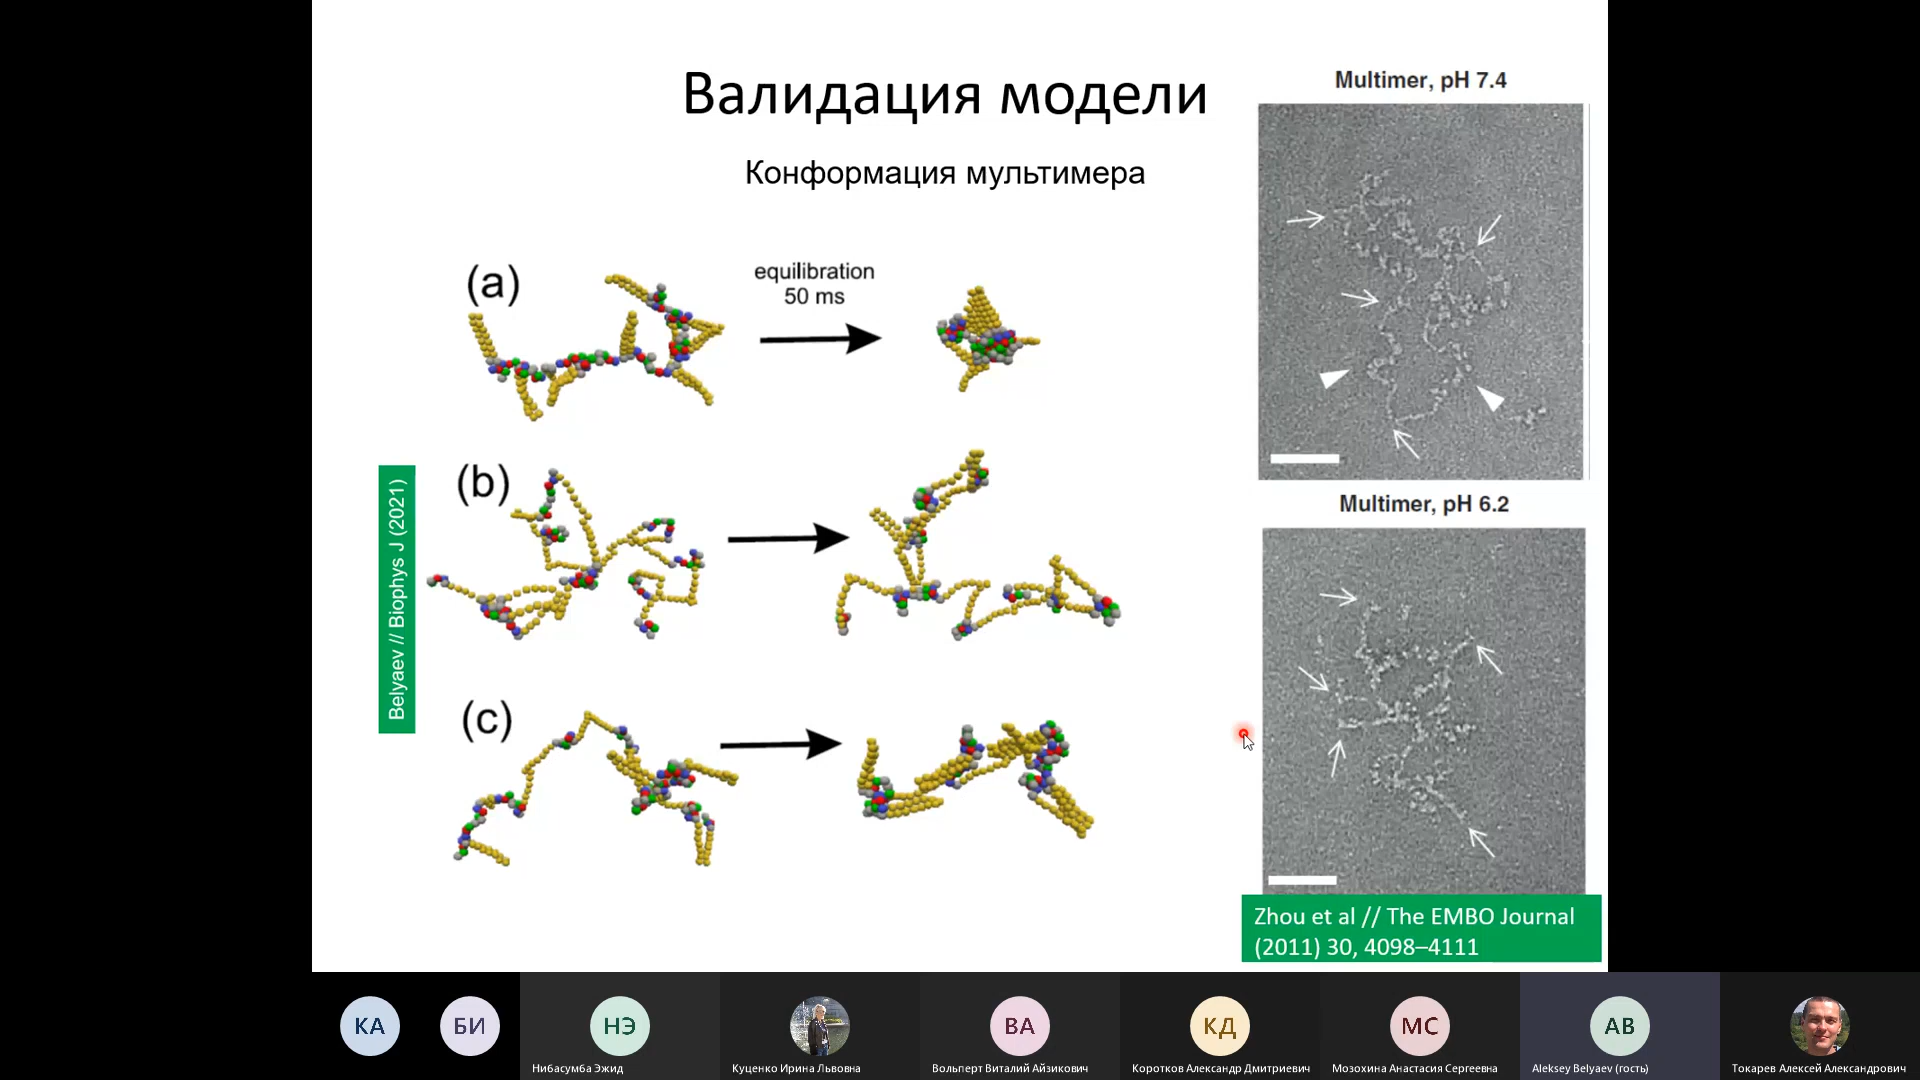 Валидация модели
Конформация мультимера
Multimer, pH 7.4
(a)
equilibration
50 ms
(b)
Belyaev // Biophys J (2021)
Multimer, pH 6.2
(c)
Zhou et al // The EMBO Journal
(2011) 30, 4098–4111
КА
БИ
НЭ
ВА
КД
МС
АВ
Нибасумба Эжид
Куценко Ирина Львовна
Вольперт Виталий Айзикович
Коротков Александр Дмитриевич
Мозохина Анастасия Сергеевна
Aleksey Belyaev (гость)
Токарев Алексей Александрович